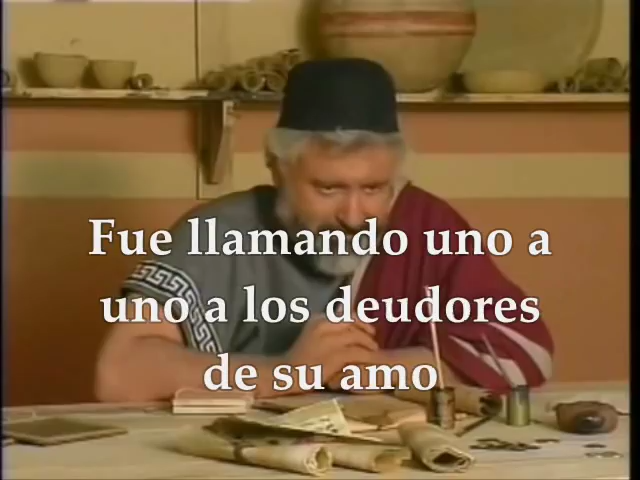 Fue llamando uno a
uno a los deudores
de su amo